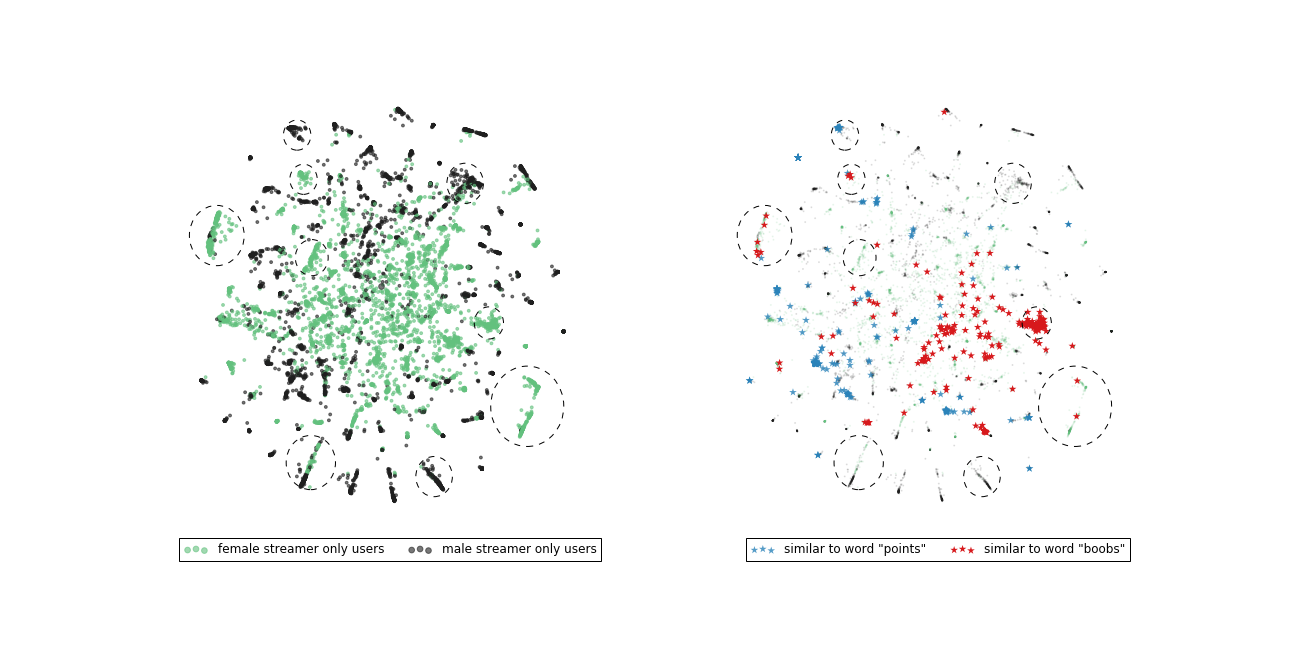 female streamer only users
male streamer only users
similar to word "points"
similar to word "boobs"